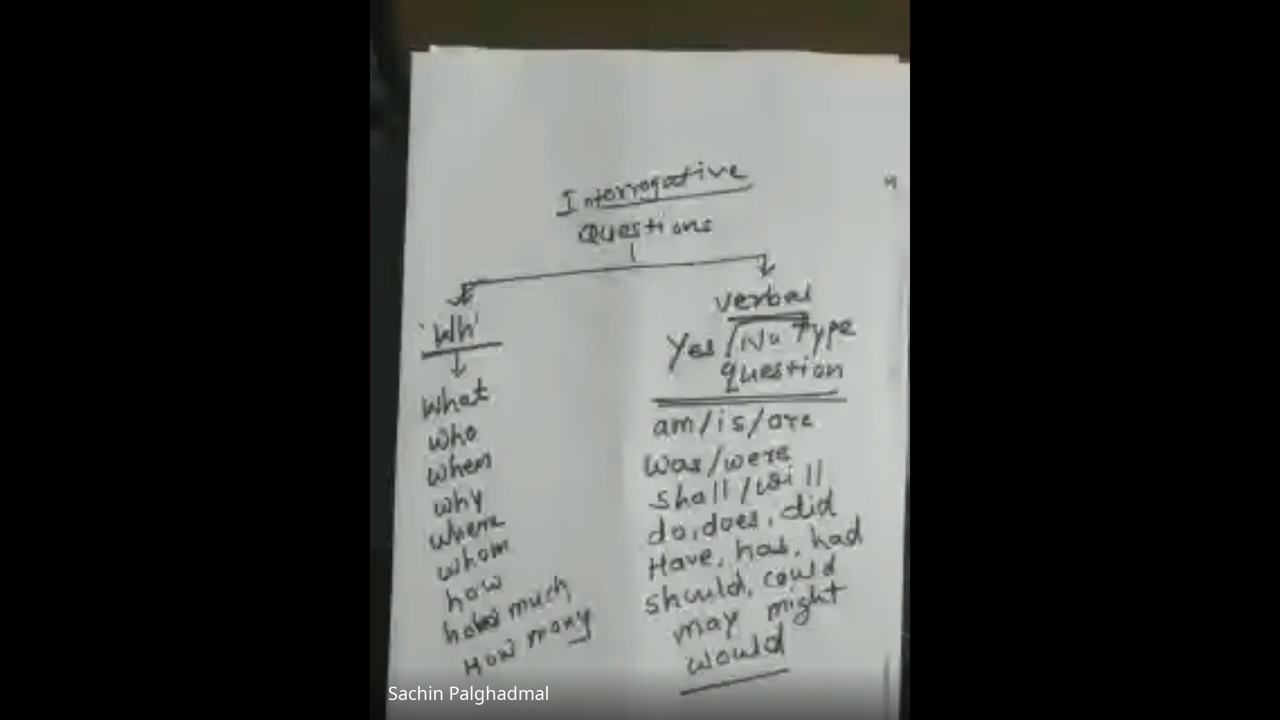 Interrogative
Questions
'Wh'
What
who
when
why
where
whom
how
how much
How many
verbal
Yes/No Type
question
am/is/are
was/were
shall/will
do, does, did
Have, has, had
should, could
may might
would
Sachin Palghadmal